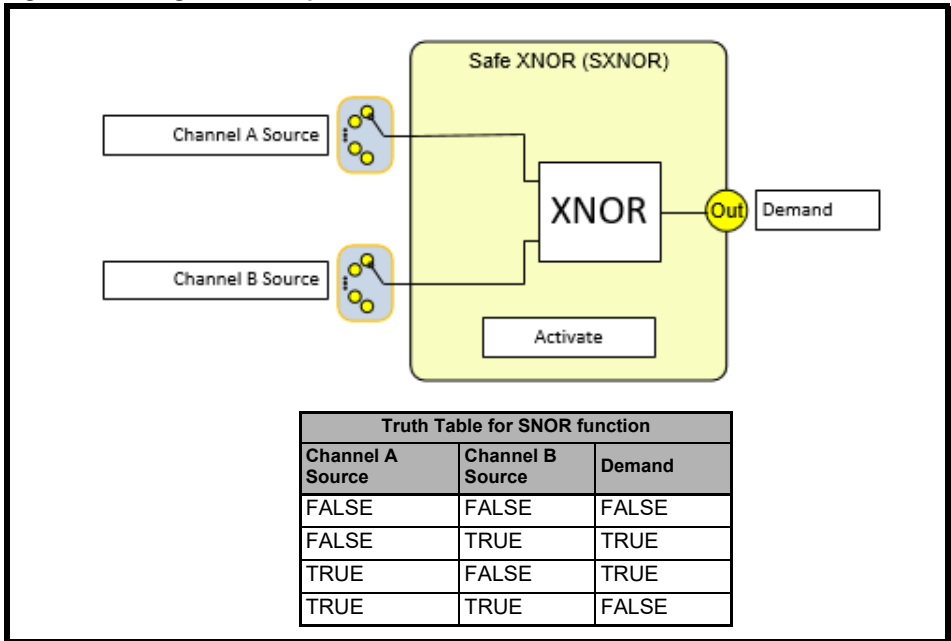 Safe XNOR (SXNOR)
Channel A Source
XNOR
Out
Demand
Channel B Source
Activate
Truth Table for SNOR function
Channel A Source Channel B Source Demand
FALSE FALSE FALSE
FALSE TRUE TRUE
TRUE FALSE TRUE
TRUE TRUE FALSE